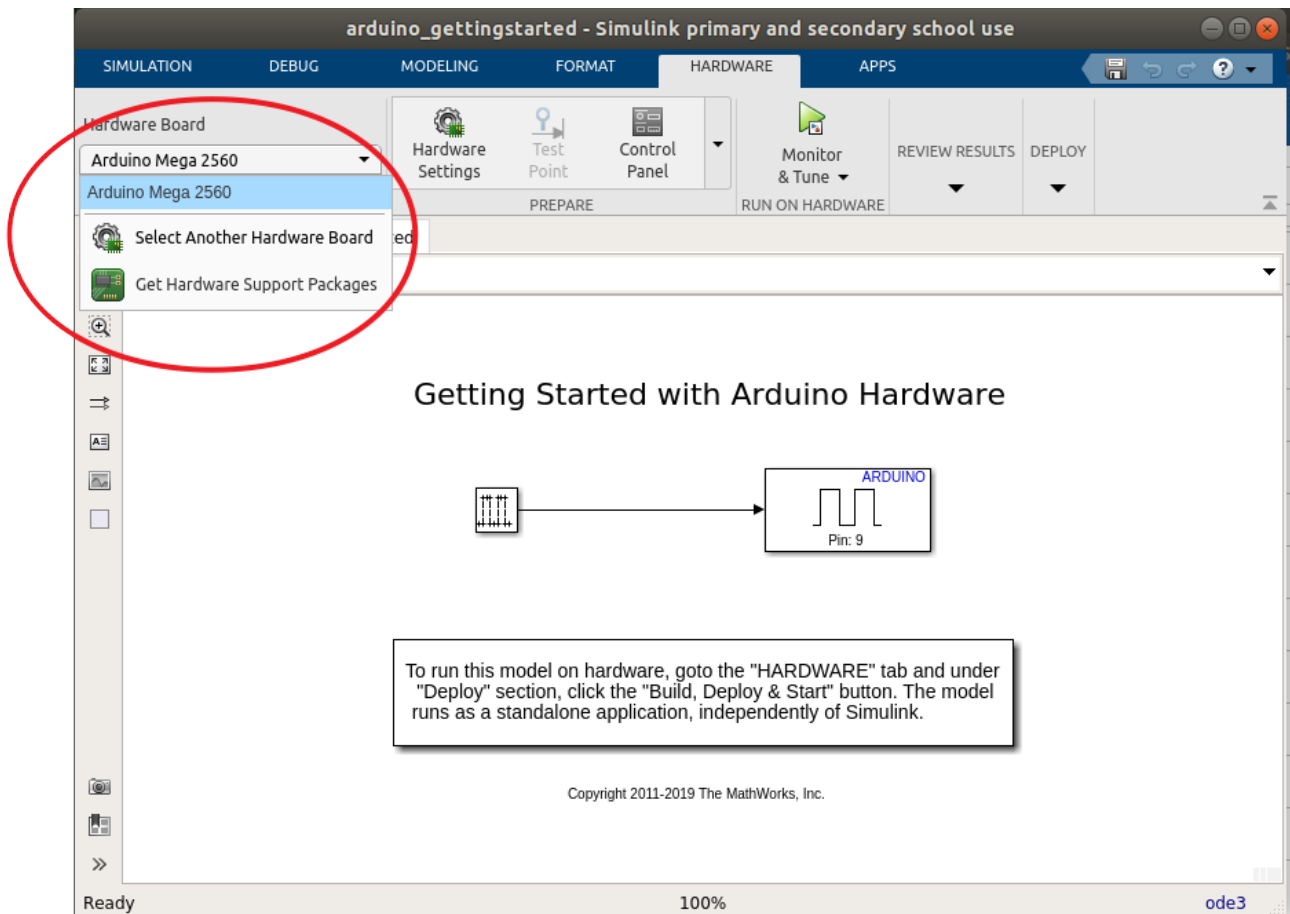 arduino_gettingstarted - Simulink primary and secondary school use
SIMULATION DEBUG MODELING FORMAT HARDWARE APPS
Hardware Board
Arduino Mega 2560
Arduino Mega 2560
Select Another Hardware Board
Get Hardware Support Packages
Hardware
Settings
Test
Point
Control
Panel
PREPARE
Monitor
& Tune
RUN ON HARDWARE
REVIEW RESULTS
DEPLOY
Getting Started with Arduino Hardware
ARDUINO
Pin: 9
To run this model on hardware, goto the "HARDWARE" tab and under
"Deploy" section, click the "Build, Deploy & Start" button. The model
runs as a standalone application, independently of Simulink.
Copyright 2011-2019 The MathWorks, Inc.
Ready 100% ode3